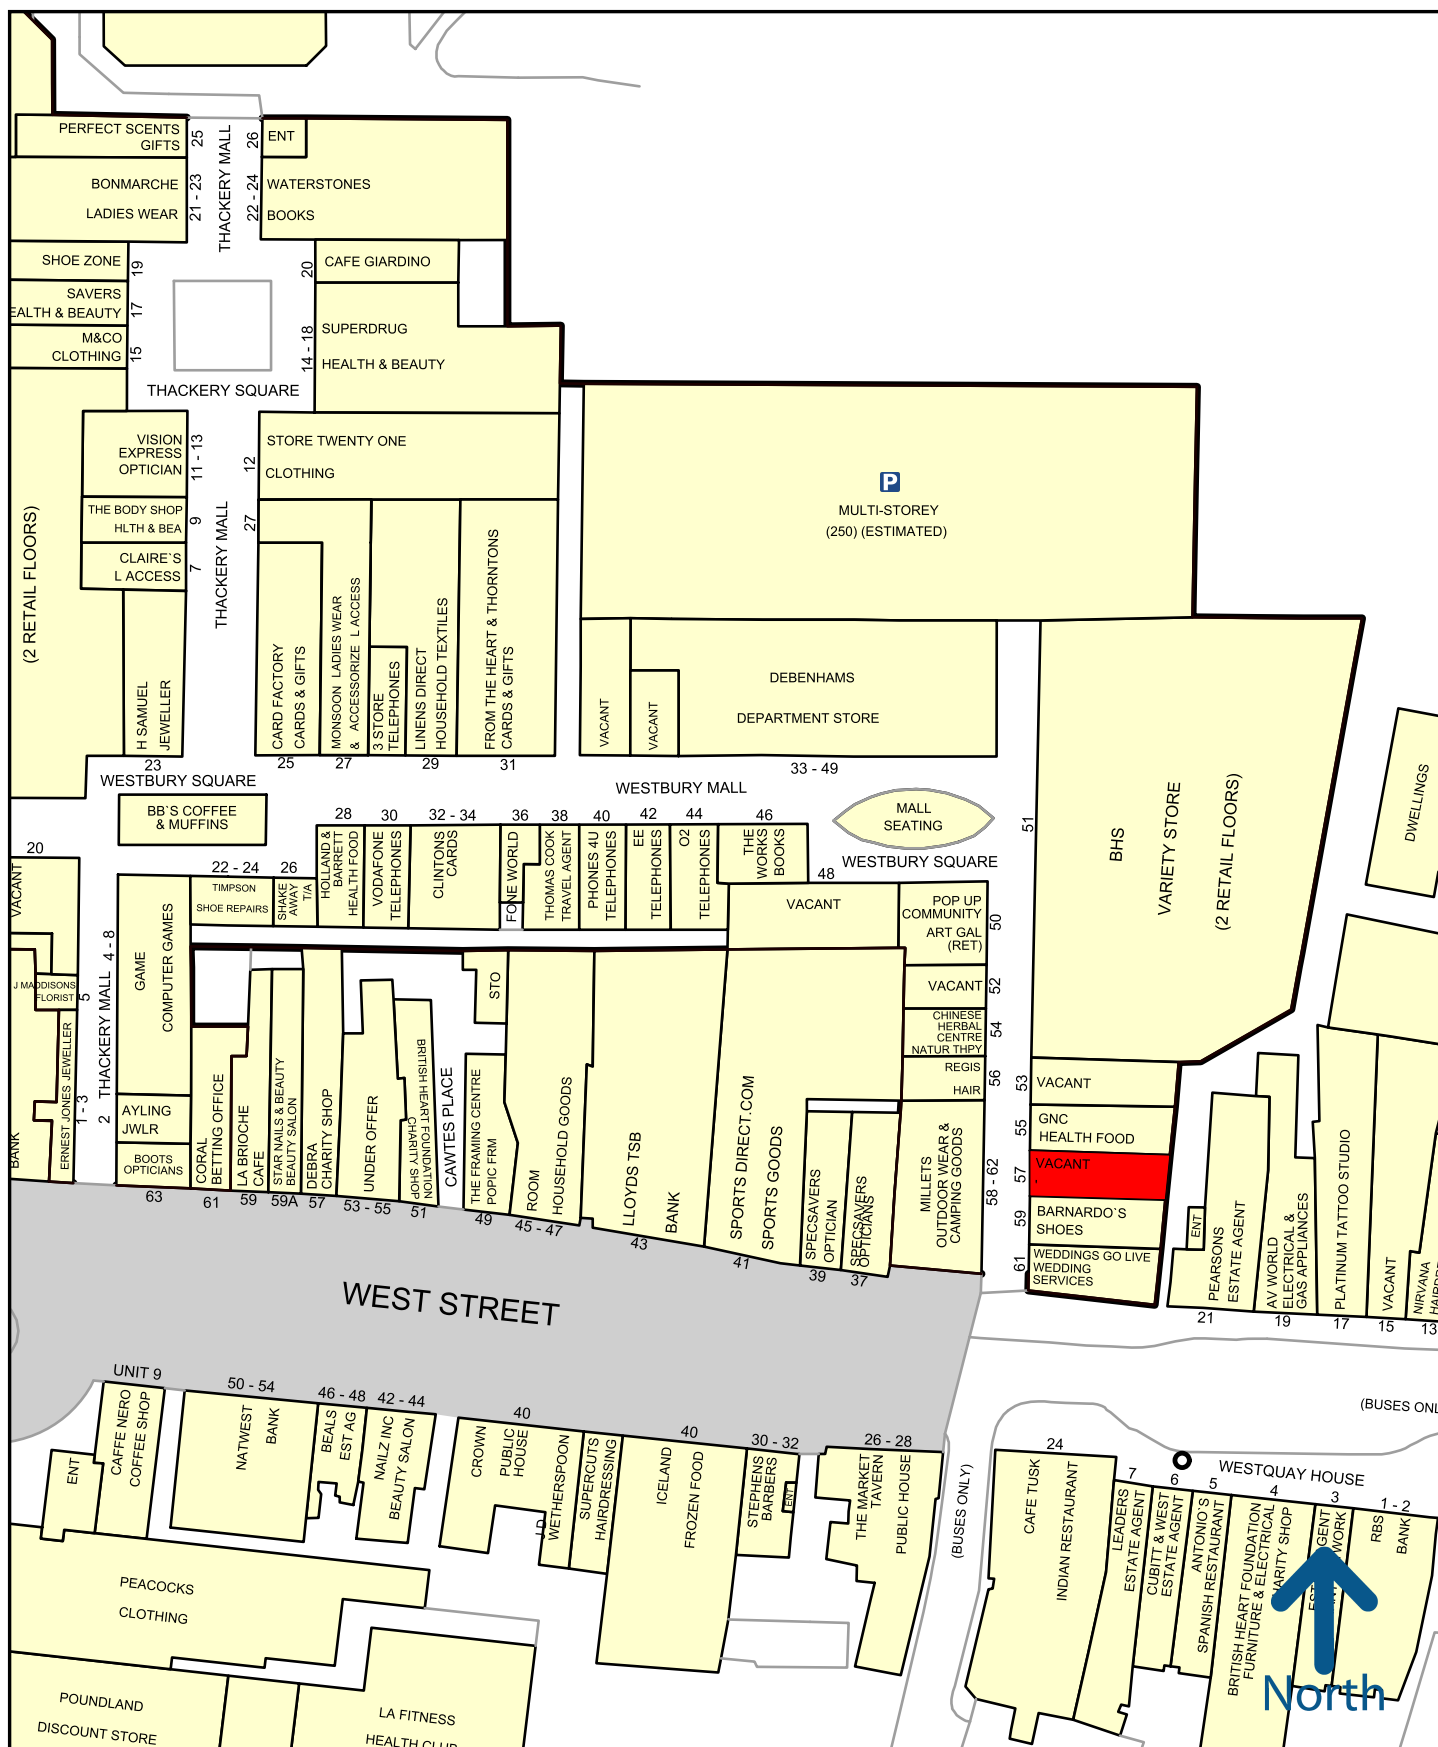 PERFECT SCENTS
GIFTS
25
THACKERY MALL
26
ENT
BONMARCHE
LADIES WEAR
21 - 23
22 - 24
WATERSTONES
BOOKS
SHOE ZONE
19
20
CAFE GIARDINO
SAVERS
EALTH & BEAUTY
17
M&CO
CLOTHING
15
14 - 18
SUPERDRUG
HEALTH & BEAUTY
THACKERY SQUARE
VISION
EXPRESS
OPTICIAN
11 - 13
12
STORE TWENTY ONE
CLOTHING
THE BODY SHOP
HLTH & BEA
9
27
THACKERY MALL
CLAIRE`S
L ACCESS
7
(2 RETAIL FLOORS)
P
MULTI-STOREY
(250) (ESTIMATED)
H SAMUEL
JEWELLER
23
CARD FACTORY
CARDS & GIFTS
25
MONSOON LADIES WEAR
& ACCESSORIZE L ACCESS
27
3 STORE
TELEPHONES
LINENS DIRECT
HOUSEHOLD TEXTILES
29
FROM THE HEART & THORNTONS
CARDS & GIFTS
31
VACANT
VACANT
DEBENHAMS
DEPARTMENT STORE
33 - 49
WESTBURY SQUARE
WESTBURY MALL
BB`S COFFEE
& MUFFINS
MALL
SEATING
WESTBURY SQUARE
51
BHS
VARIETY STORE
(2 RETAIL FLOORS)
DWELLINGS
20
VACANT
22 - 24
TIMPSON
SHOE REPAIRS
26
SHAKE
AWAY
T/A
28
HOLLAND &
BARRETT
HEALTH FOOD
30
VODAFONE
TELEPHONES
32 - 34
CLINTONS
CARDS
36
FONE WORLD
38
THOMAS COOK
TRAVEL AGENT
40
PHONES 4U
TELEPHONES
42
EE
TELEPHONES
44
O2
TELEPHONES
46
THE
WORKS
BOOKS
48
VACANT
POP UP
COMMUNITY
ART GAL
(RET)
50
VACANT
52
CHINESE
HERBAL
CENTRE
NATUR THPY
54
REGIS
HAIR
56
MILLETS
OUTDOOR WEAR &
CAMPING GOODS
58 - 62
53
VACANT
55
GNC
HEALTH FOOD
57
VACANT
59
BARNARDO`S
SHOES
61
WEDDINGS GO LIVE
WEDDING
SERVICES
J MADDISONS
FLORIST
5
BANK
ERNEST JONES JEWELLER
1 - 3
2
THACKERY MALL
4 - 8
GAME
COMPUTER GAMES
AYLING
JWLR
BOOTS
OPTICIANS
63
CORAL
BETTING OFFICE
61
LA BRIOCHE
CAFE
59
STAR NAILS & BEAUTY
BEAUTY SALON
59A
DEBRA
CHARITY SHOP
57
UNDER OFFER
53 - 55
BRITISH HEART FOUNDATION
CHARITY SHOP
51
CAWTES PLACE
STO
THE FRAMING CENTRE
POPIC FRM
49
ROOM
HOUSEHOLD GOODS
45 - 47
LLOYDS TSB
BANK
43
SPORTS DIRECT.COM
SPORTS GOODS
41
SPECSAVERS
OPTICIAN
39
SPECSAVERS
OPTICIANS
37
WEST STREET
ENT
PEARSONS
ESTATE AGENT
21
AV WORLD
ELECTRICAL &
GAS APPLIANCES
19
PLATINUM TATTOO STUDIO
17
VACANT
15
NIRVANA
13
UNIT 9
CAFFE NERO
COFFEE SHOP
ENT
50 - 54
NATWEST
BANK
46 - 48
BEALS
EST AG
42 - 44
NAILZ INC
BEAUTY SALON
40
CROWN
PUBLIC
HOUSE
J D
WETHERSPOON
SUPERCUTS
HAIRDRESSING
40
ICELAND
FROZEN FOOD
30 - 32
STEPHENS
BARBERS
ENT
26 - 28
THE MARKET
TAVERN
PUBLIC HOUSE
(BUSES ONLY)
(BUSES ONL
24
CAFE TUSK
INDIAN RESTAURANT
WESTQUAY HOUSE
7
LEADERS
ESTATE AGENT
6
CUBITT & WEST
ESTATE AGENT
5
ANTONIO'S
SPANISH RESTAURANT
4
BRITISH HEART FOUNDATION
FURNITURE & ELECTRICAL
CHARITY SHOP
3
1 - 2
RBS
BANK
PEACOCKS
CLOTHING
POUNDLAND
DISCOUNT STORE
LA FITNESS
HEALTH CLUB
North